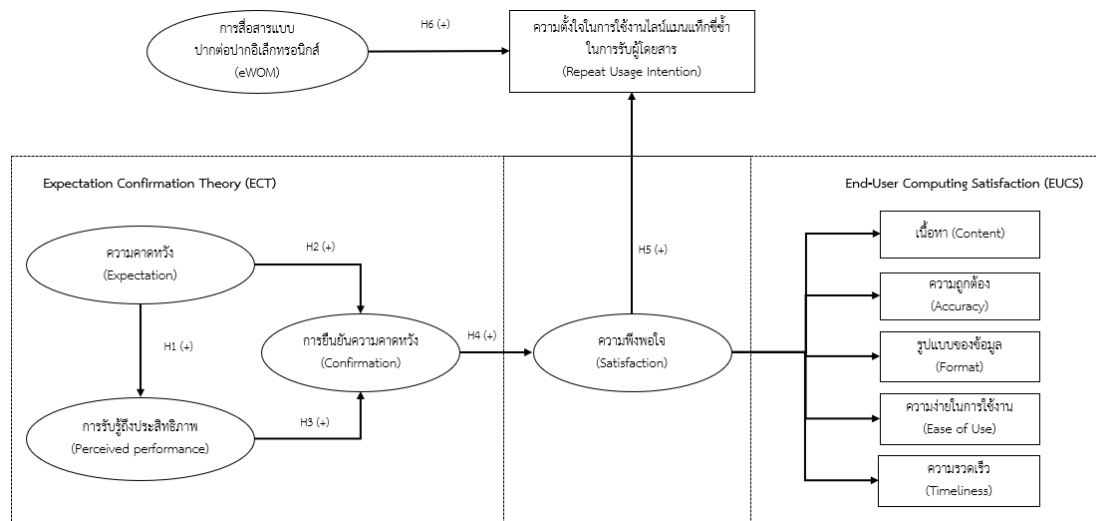 การสื่อสารแบบ
ปากต่อปากอิเล็กทรอนิกส์
(eWOM)
H6 (+)
ความตั้งใจในการใช้งานไลน์แมนแท็กซี่ซ้ำ
ในการรับผู้โดยสาร
(Repeat Usage Intention)
Expectation Confirmation Theory (ECT)
End-User Computing Satisfaction (EUCS)
ความคาดหวัง
(Expectation)
H2 (+)
H1 (+)
การยืนยันความคาดหวัง
(Confirmation)
H4 (+)
การรับรู้ถึงประสิทธิภาพ
(Perceived performance)
H3 (+)
H5 (+)
ความพึงพอใจ
(Satisfaction)
เนื้อหา (Content)
ความถูกต้อง
(Accuracy)
รูปแบบของข้อมูล
(Format)
ความง่ายในการใช้งาน
(Ease of Use)
ความรวดเร็ว
(Timeliness)